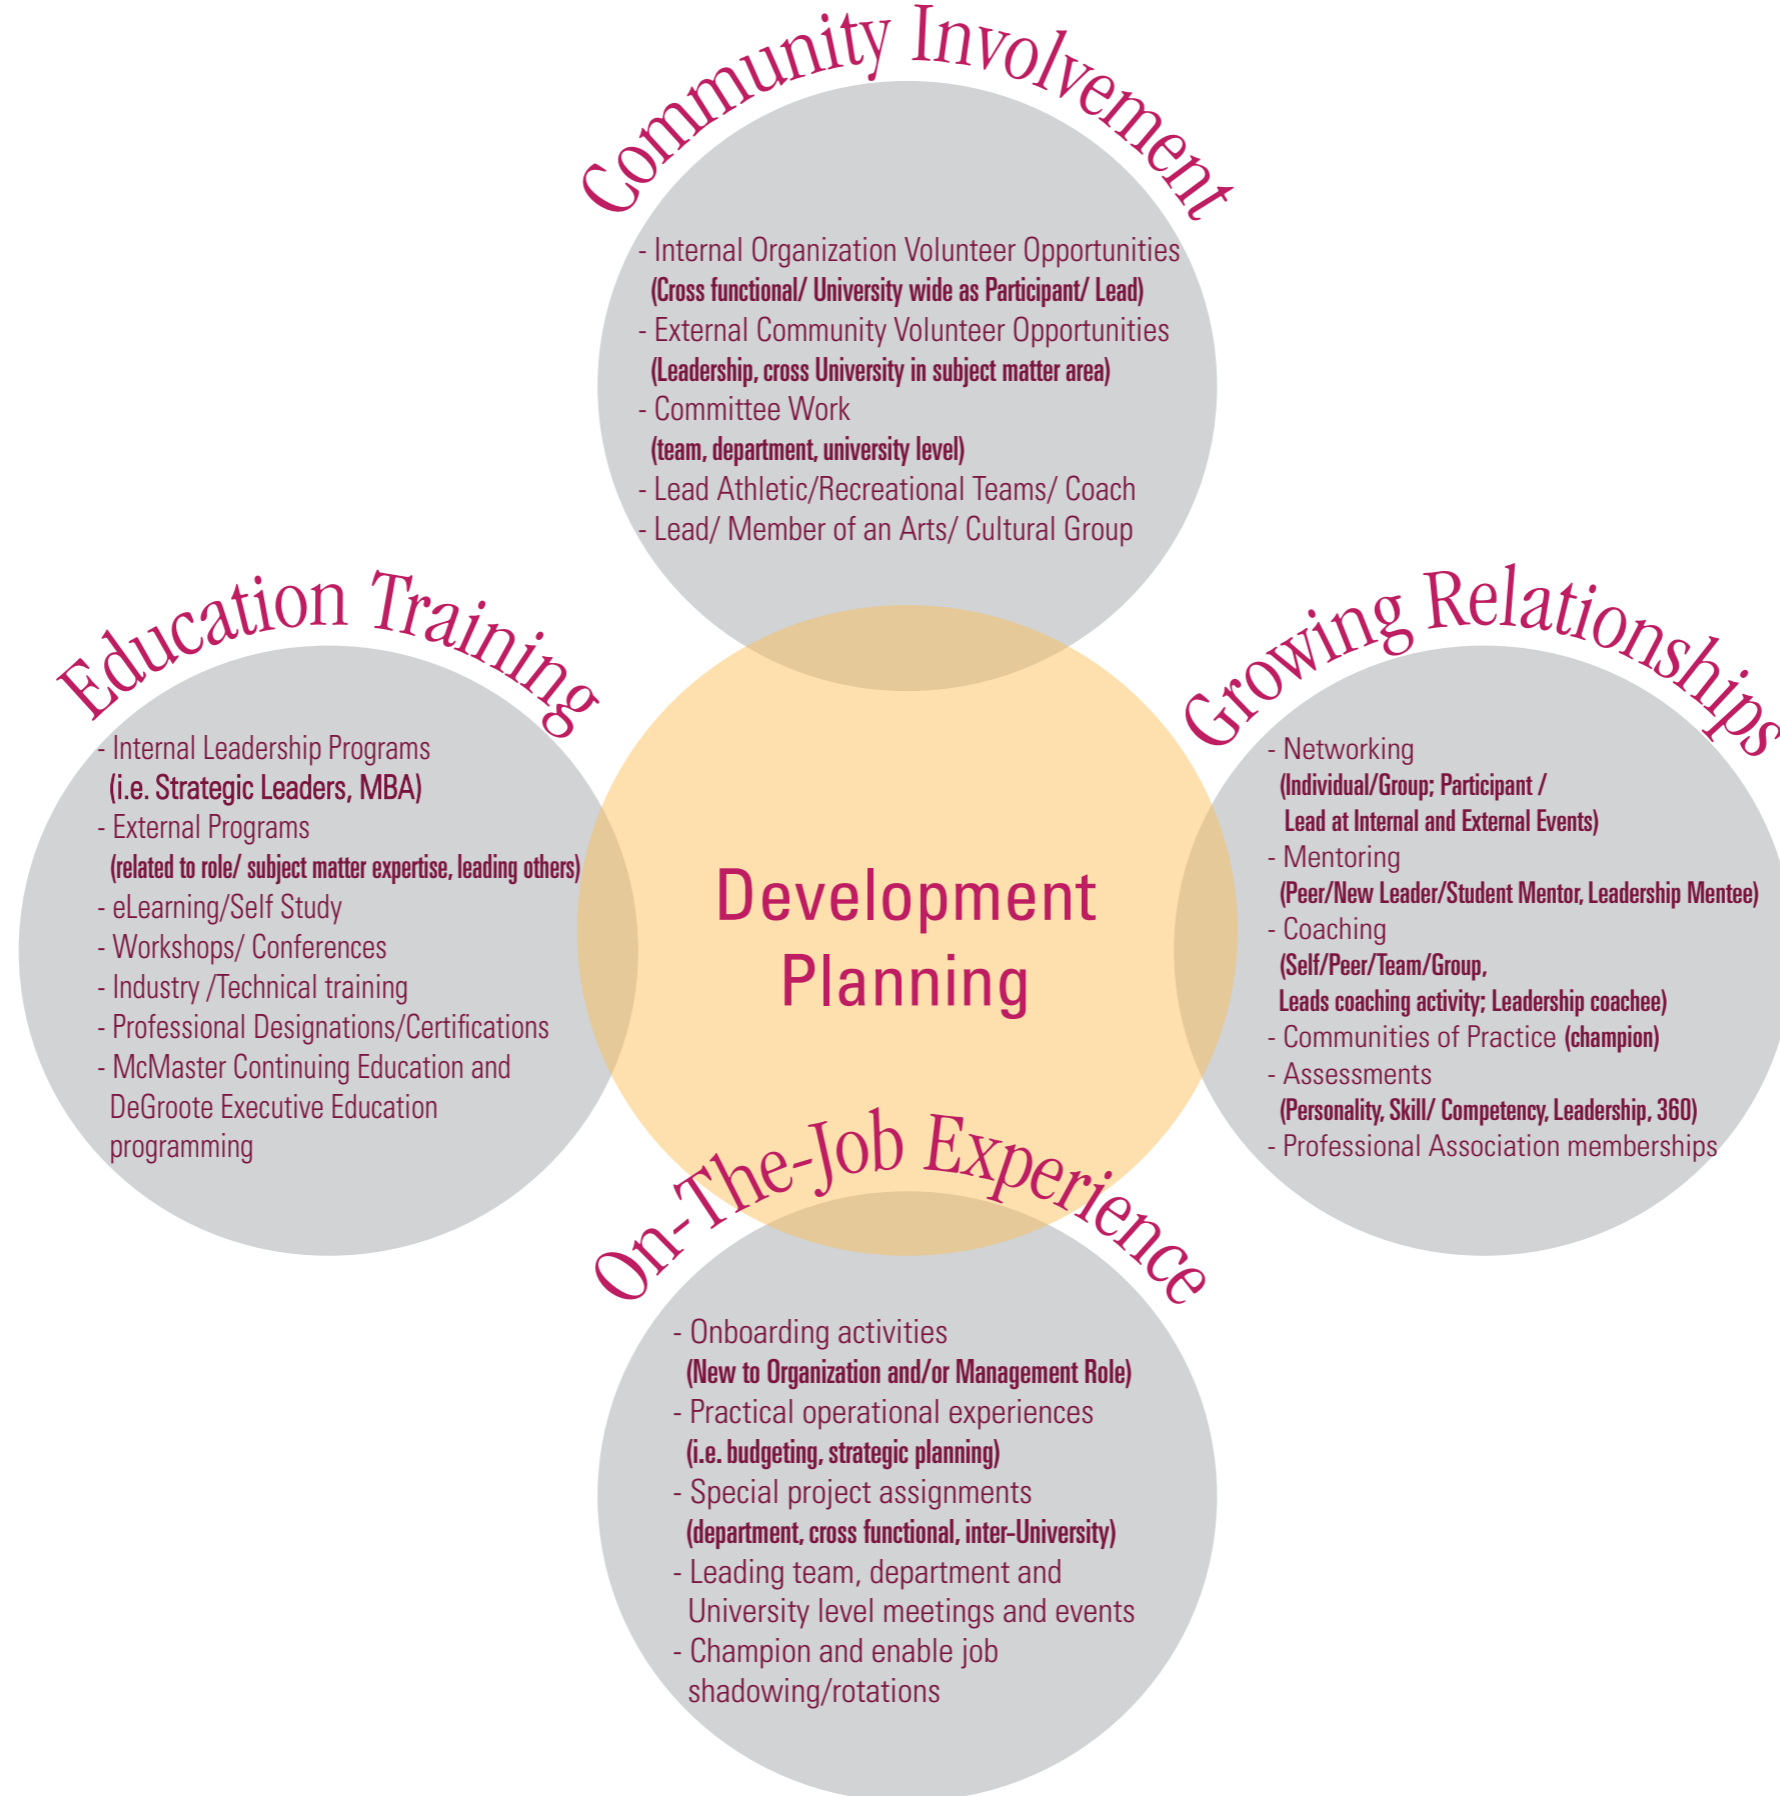 Community Involvement
- Internal Organization Volunteer Opportunities
(Cross functional/ University wide as Participant/ Lead)
- External Community Volunteer Opportunities
(Leadership, cross University in subject matter area)
- Committee Work
(team, department, university level)
- Lead Athletic/Recreational Teams/ Coach
- Lead/ Member of an Arts/ Cultural Group
Education Training
- Internal Leadership Programs
(i.e. Strategic Leaders, MBA)
- External Programs
(related to role/ subject matter expertise, leading others)
- eLearning/Self Study
- Workshops/ Conferences
- Industry /Technical training
- Professional Designations/Certifications
- McMaster Continuing Education and
DeGroote Executive Education
programming
Development
Planning
Growing Relationships
- Networking
(Individual/Group; Participant /
Lead at Internal and External Events)
- Mentoring
(Peer/New Leader/Student Mentor, Leadership Mentee)
- Coaching
(Self/Peer/Team/Group,
Leads coaching activity; Leadership coachee)
- Communities of Practice (champion)
- Assessments
(Personality, Skill/ Competency, Leadership, 360)
- Professional Association memberships
On-The-Job Experience
- Onboarding activities
(New to Organization and/or Management Role)
- Practical operational experiences
(i.e. budgeting, strategic planning)
- Special project assignments
(department, cross functional, inter-University)
- Leading team, department and
University level meetings and events
- Champion and enable job
shadowing/rotations